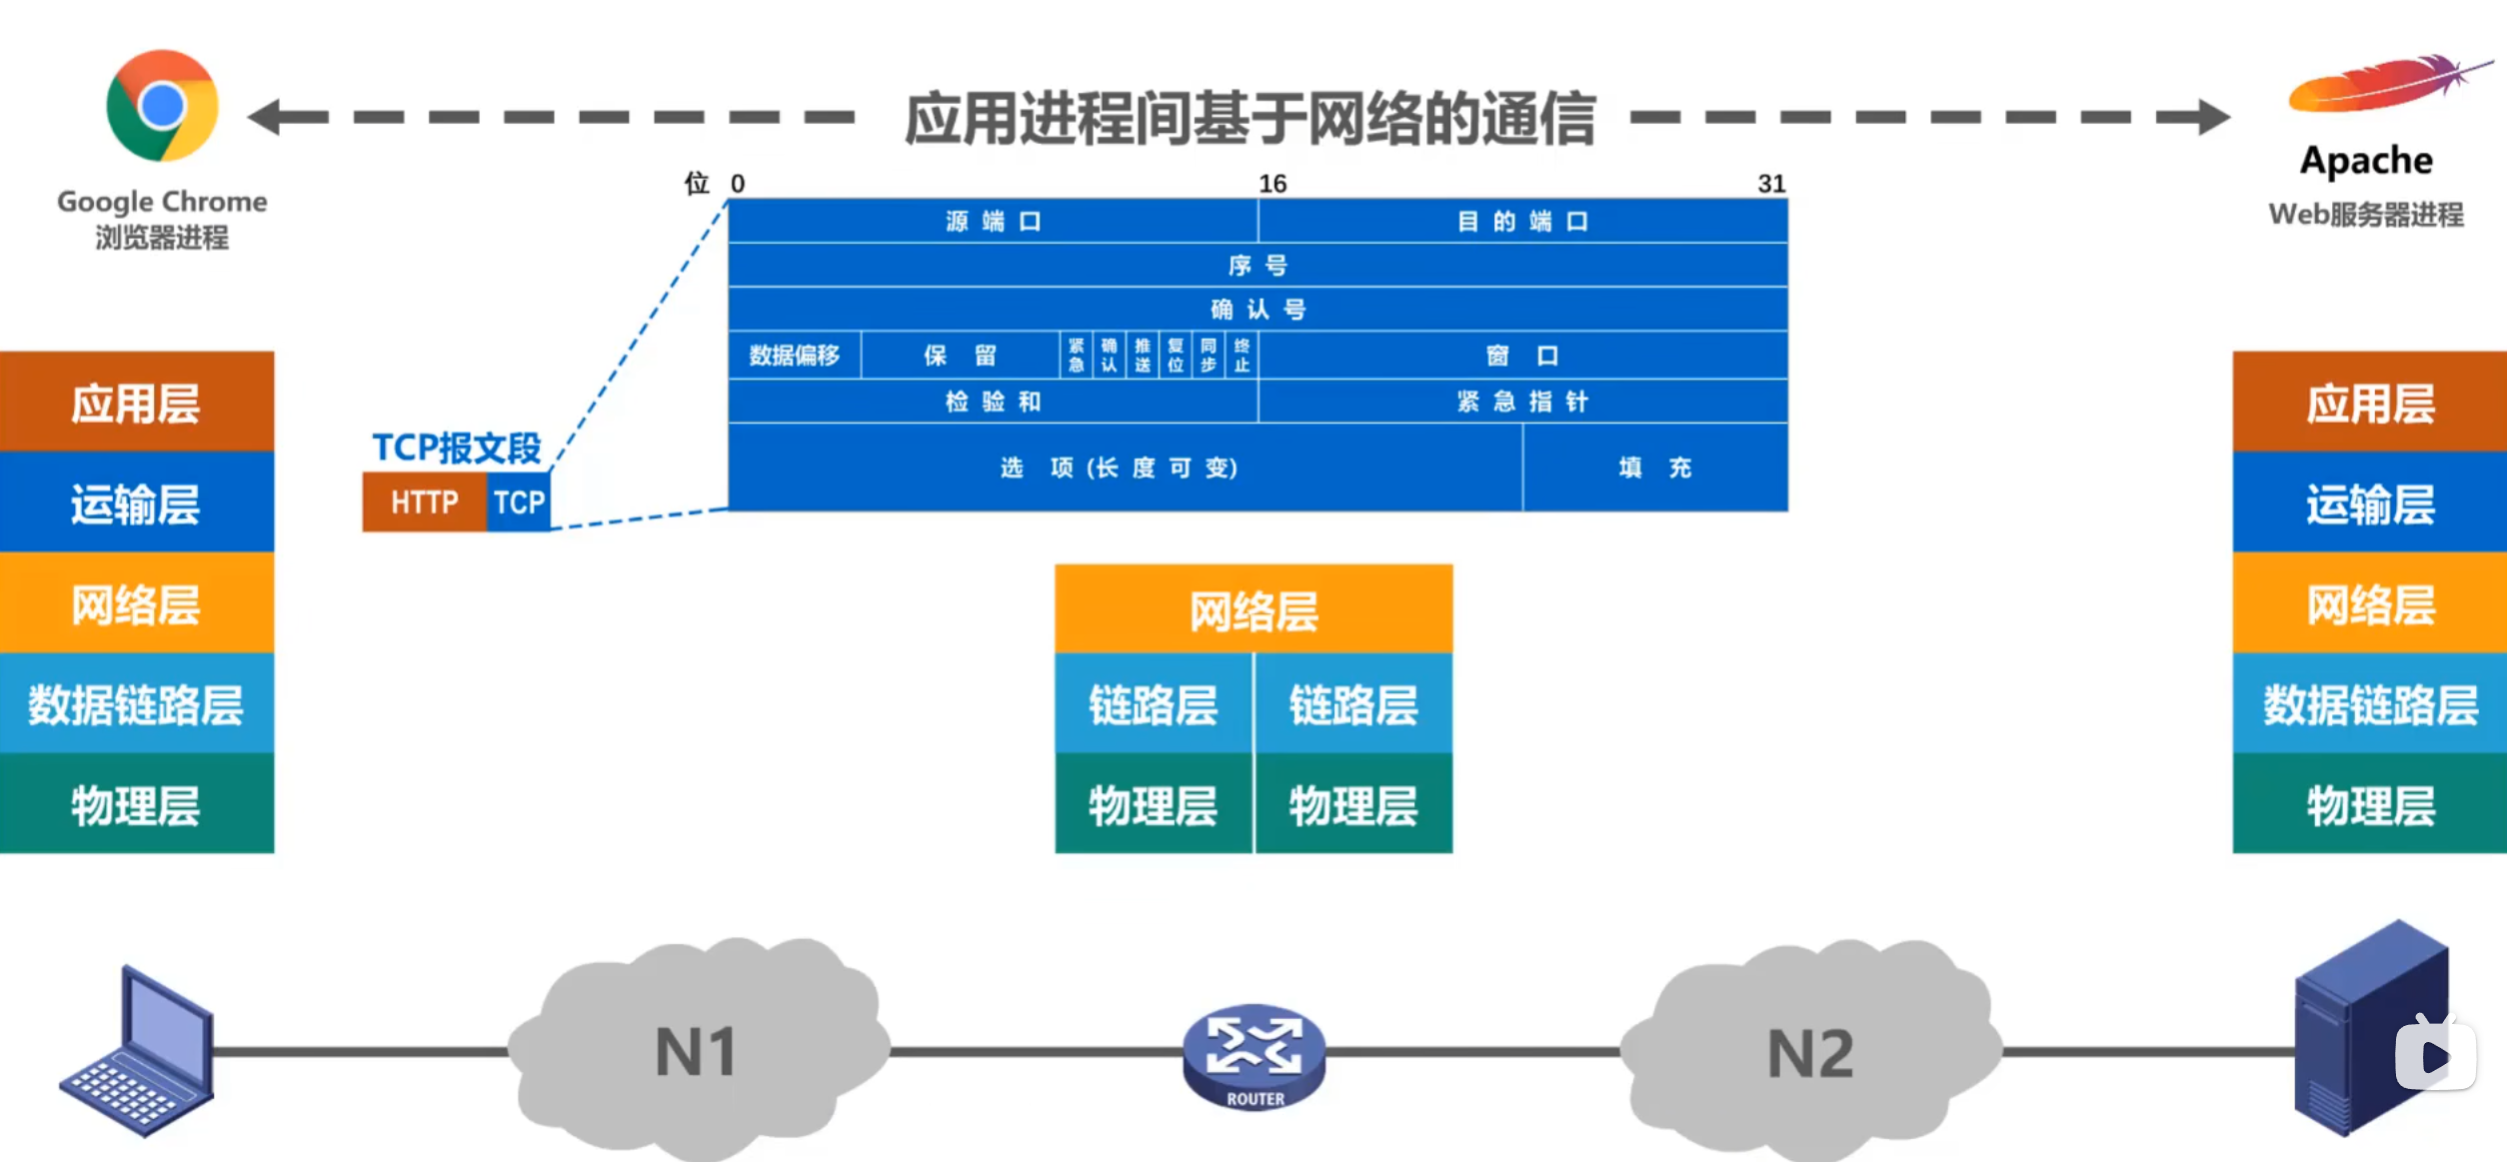 应用进程间基于网络的通信
Google Chrome
浏览器进程
Apache
Web服务器进程
位 0 16 31
源端口 目的端口
序号
确认号
数据偏移 保留 紧急 确认 推送 复位 同步 终止 窗口
检验和 紧急指针
选项(长度可变) 填充
TCP报文段
HTTP TCP
应用层
运输层
网络层
数据链路层
物理层
网络层
链路层 链路层
物理层 物理层
应用层
运输层
网络层
数据链路层
物理层
N1
ROUTER
N2